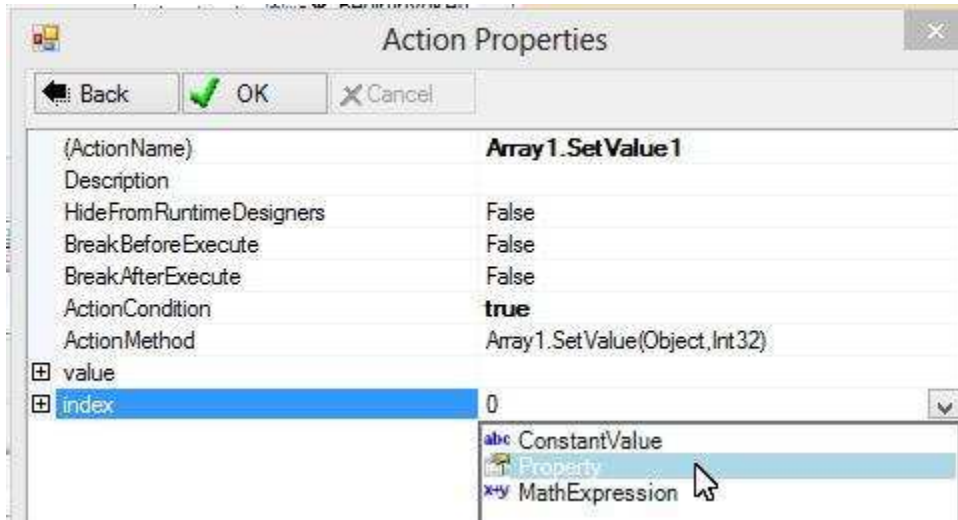 Action Properties
Back OK Cancel
(ActionName) Array1.SetValue1
Description
HideFromRuntimeDesigners False
BreakBeforeExecute False
BreakAfterExecute False
ActionCondition true
ActionMethod Array1.SetValue(Object,Int32)
value
index 0
abc ConstantValue
Property
x+y MathExpression